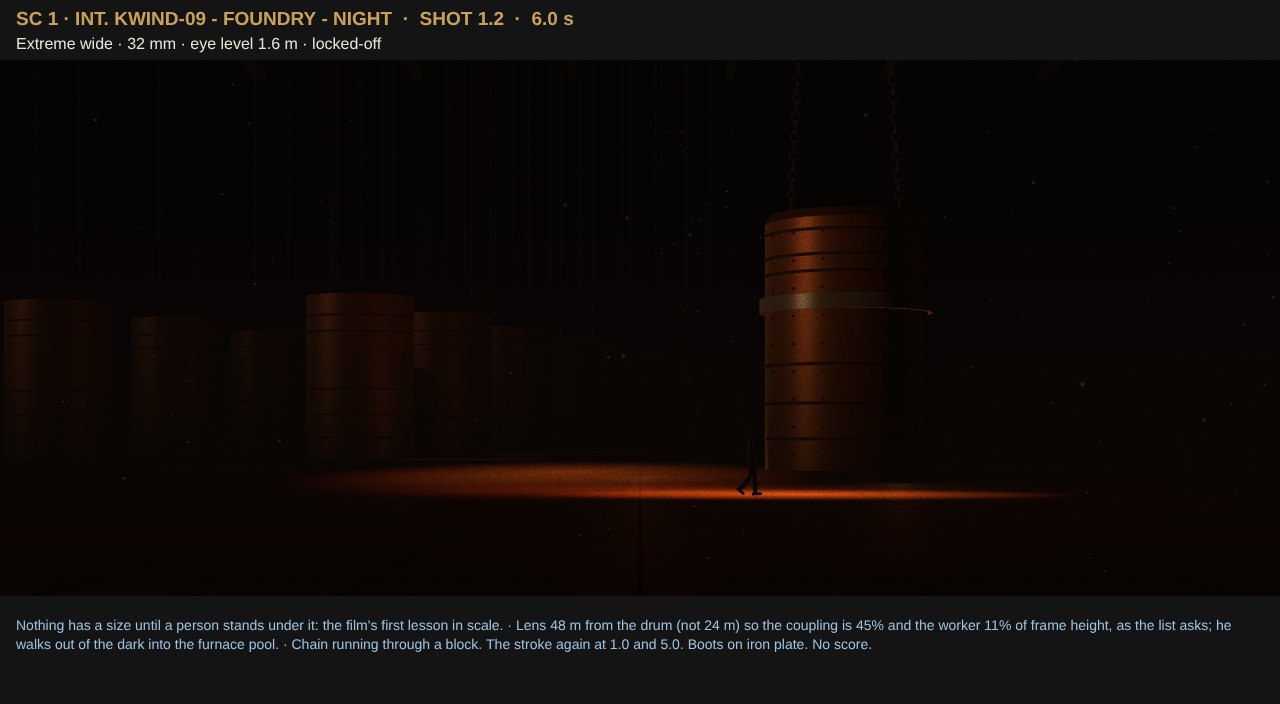 SC 1 · INT. KWIND-09 - FOUNDRY - NIGHT · SHOT 1.2 · 6.0 s
Extreme wide · 32 mm · eye level 1.6 m · locked-off
Nothing has a size until a person stands under it: the film's first lesson in scale. · Lens 48 m from the drum (not 24 m) so the coupling is 45% and the worker 11% of frame height, as the list asks; he
walks out of the dark into the furnace pool. · Chain running through a block. The stroke again at 1.0 and 5.0. Boots on iron plate. No score.